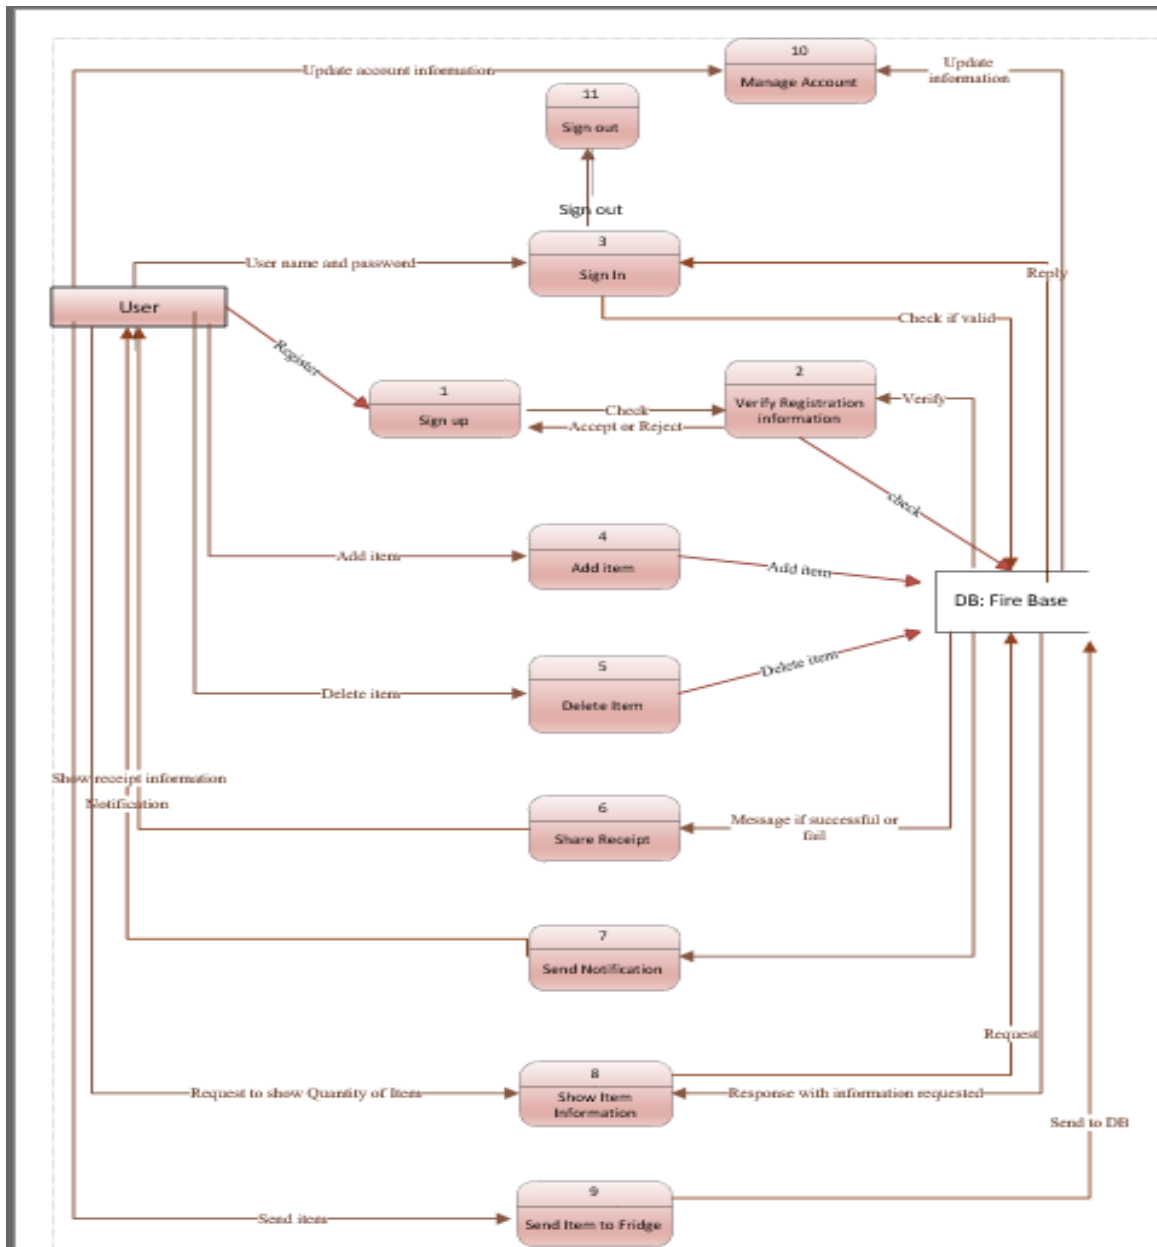 10
Update account information
Update
information
Manage Account
11
Sign out
Sign out
3
User name and password
Sign In
Reply
User
Check if valid
Register
1
Sign up
2
Verify Registration
information
Verify
Check
Accept or Reject
check
4
Add item
Add item
Add item
DB: Fire Base
5
Delete item
Delete Item
Delete item
Show receipt information
Notification
6
Share Receipt
Message if successful or
fail
7
Send Notification
Request
8
Request to show Quantity of Item
Show Item
Information
Response with information requested
Send to DB
9
Send item
Send Item to Fridge